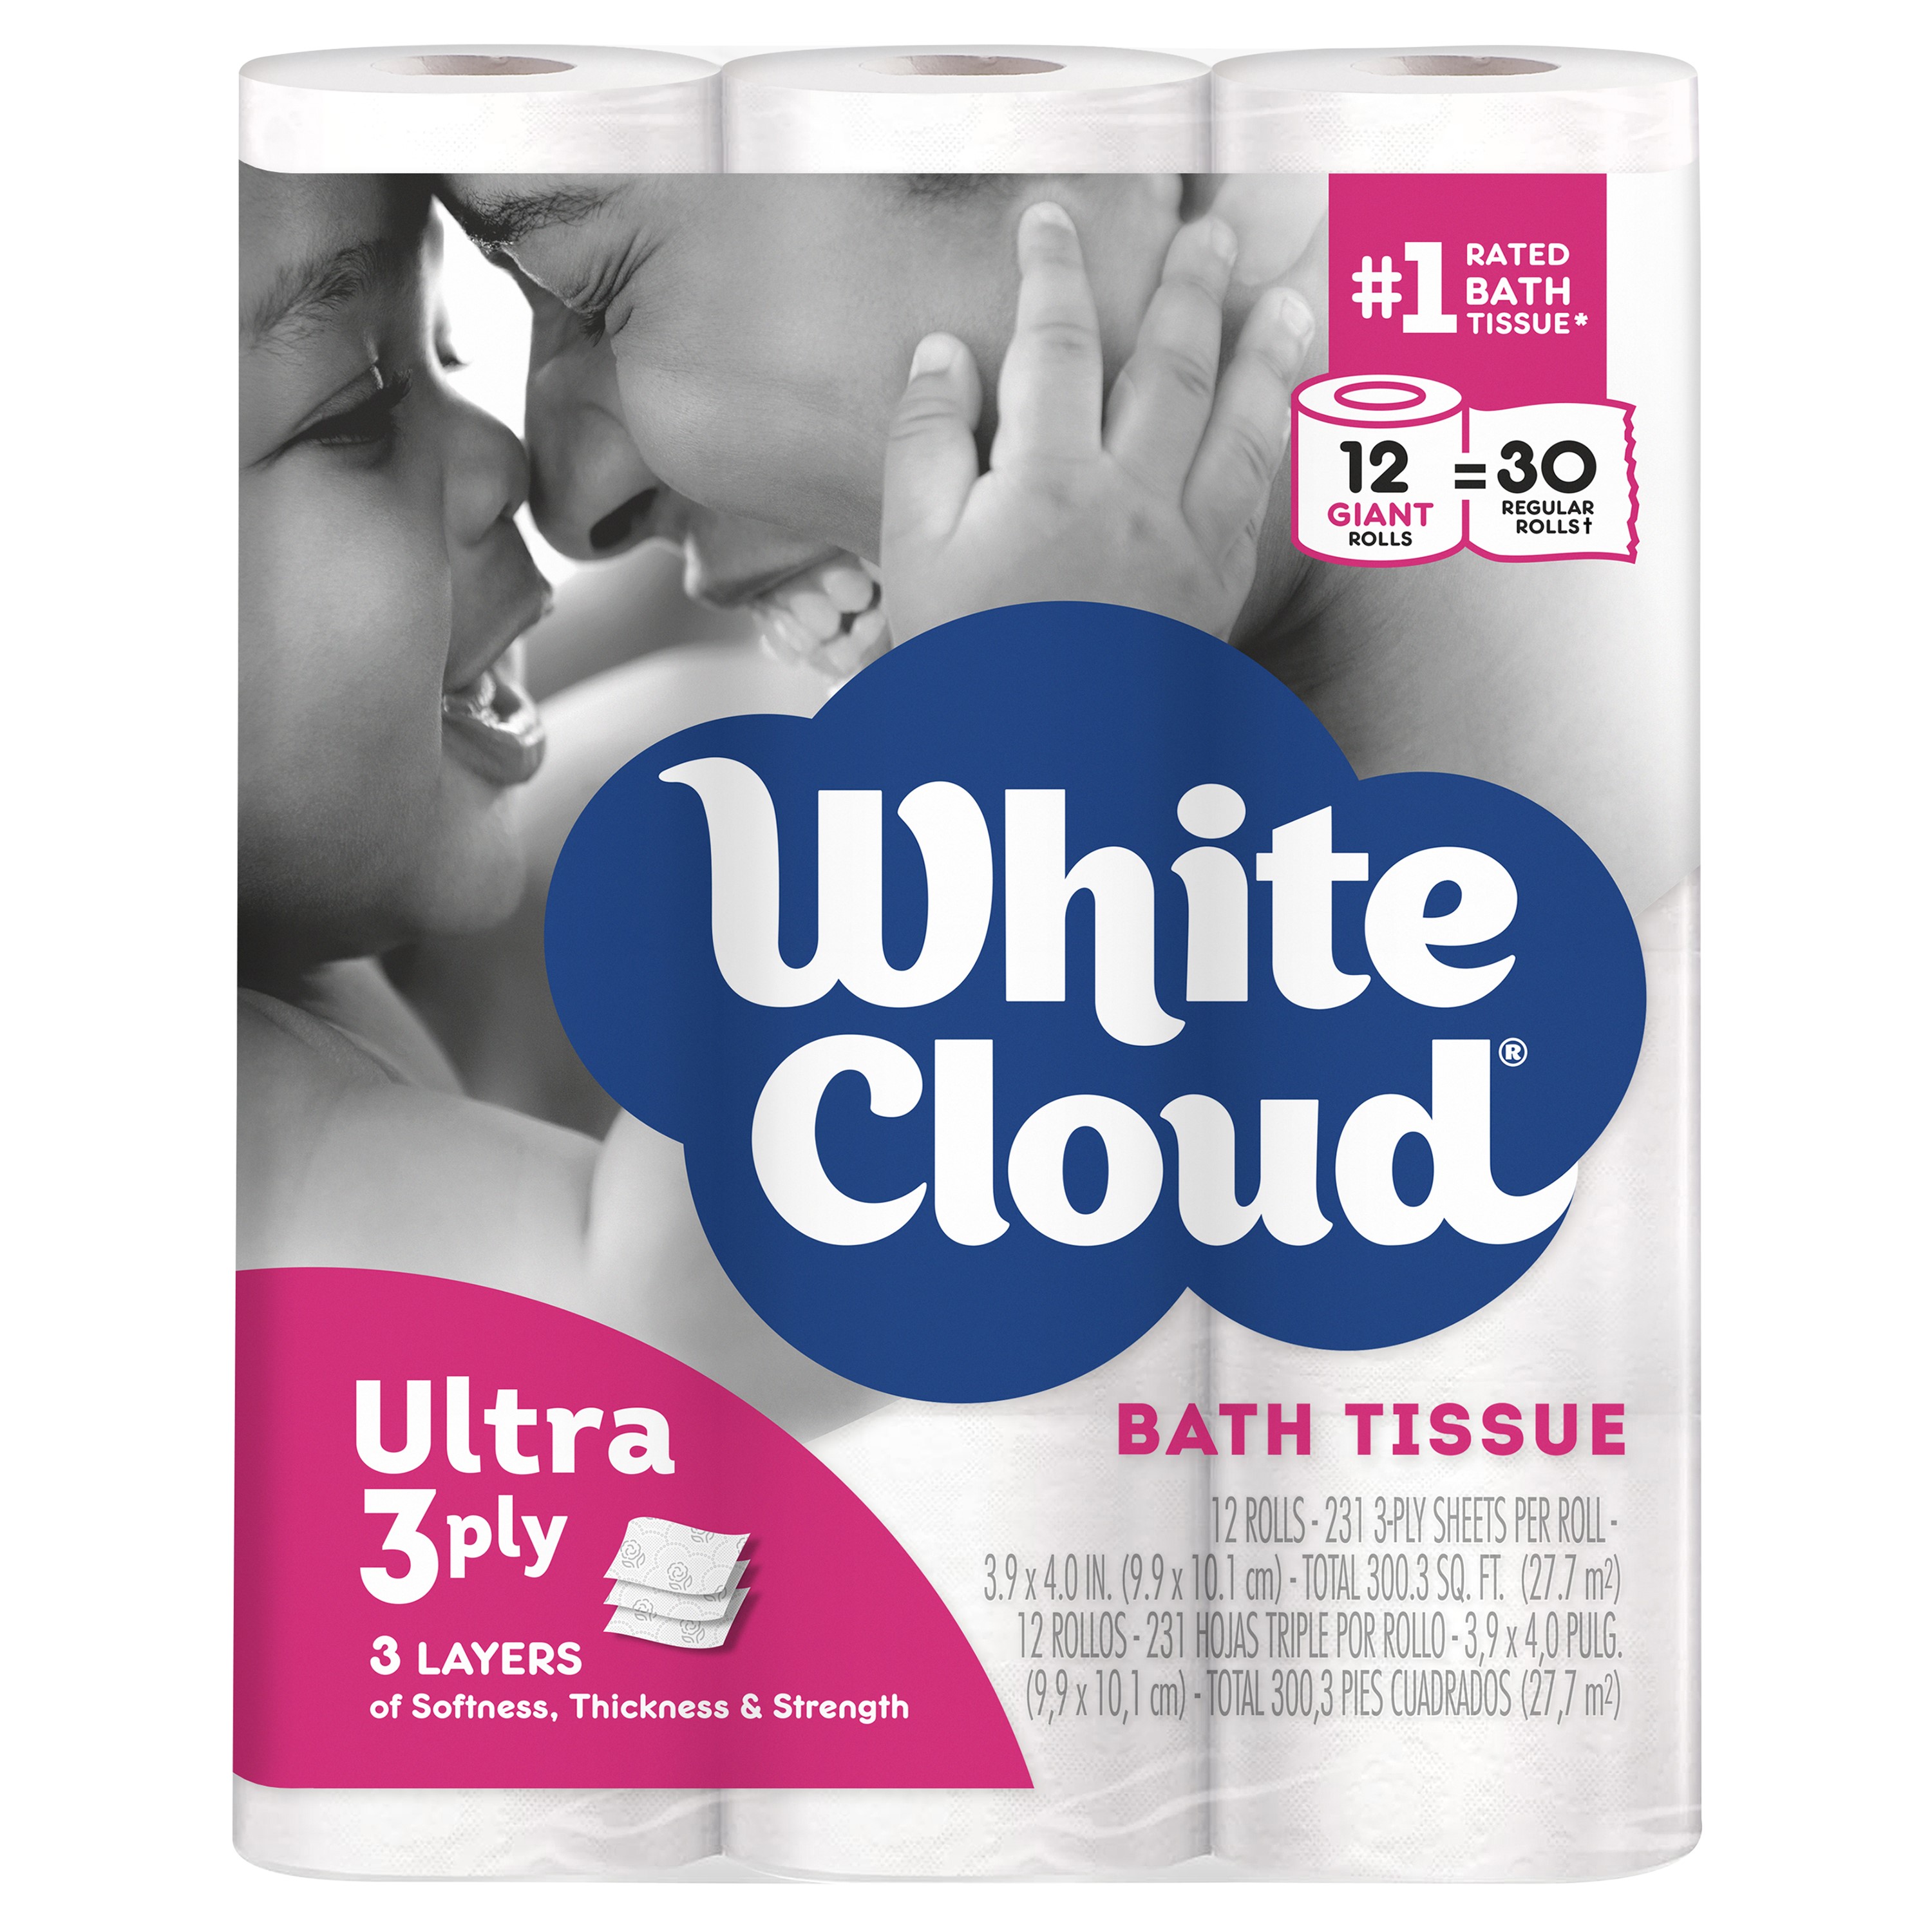 #1 RATED
BATH
TISSUE*
12
GIANT
ROLLS
=30
REGULAR
ROLLS†
White
Cloud®
BATH TISSUE
Ultra
3ply
3 LAYERS
of Softness, Thickness & Strength
12 ROLLS - 231 3-PLY SHEETS PER ROLL -
3.9 x 4.0 IN. (9.9 x 10.1 cm) - TOTAL 300.3 SQ. FT. (27.7 m²)
12 ROLLOS - 231 HOJAS TRIPLE POR ROLLO - 3,9 x 4,0 PULG.
(9,9 x 10,1 cm) - TOTAL 300,3 PIES CUADRADOS (27,7 m²)